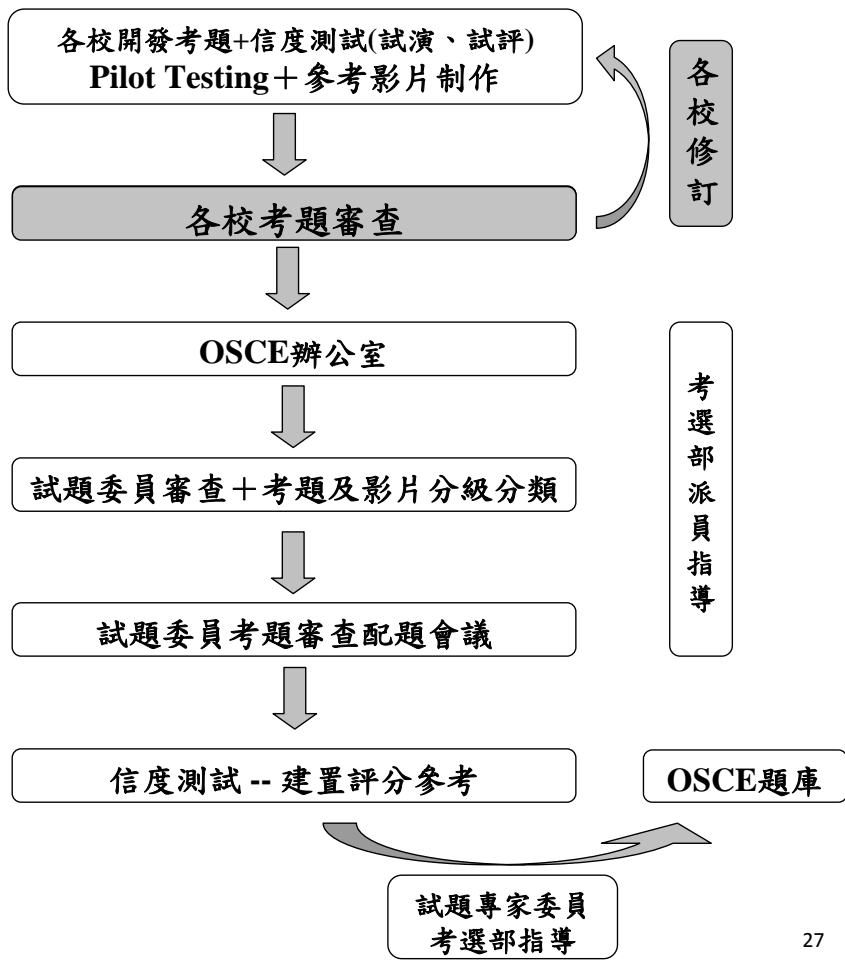 各校開發考題+信度測試(試演、試評)
Pilot Testing＋參考影片制作
各校修訂
各校考題審查
OSCE辦公室
考選部派員指導
試題委員審查＋考題及影片分級分類
試題委員考題審查配題會議
信度測試 -- 建置評分參考
OSCE題庫
試題專家委員
考選部指導
27